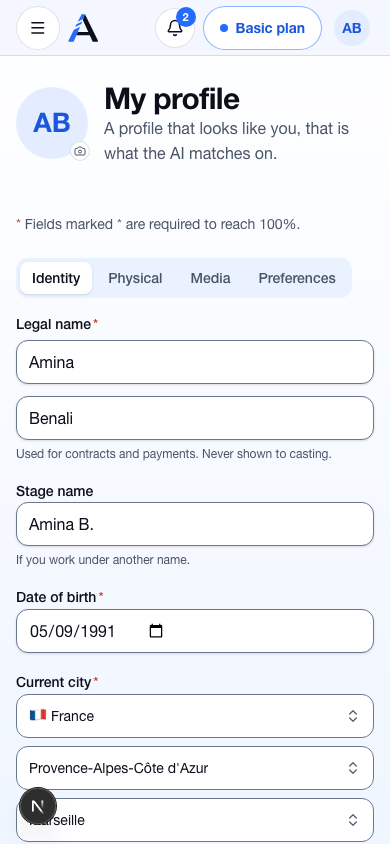 2
Basic plan
AB
AB
My profile
A profile that looks like you, that is
what the AI matches on.
* Fields marked * are required to reach 100%.
Identity Physical Media Preferences
Legal name*
Amina
Benali
Used for contracts and payments. Never shown to casting.
Stage name
Amina B.
If you work under another name.
Date of birth*
05/09/1991
Current city*
France
Provence-Alpes-Côte d'Azur
N